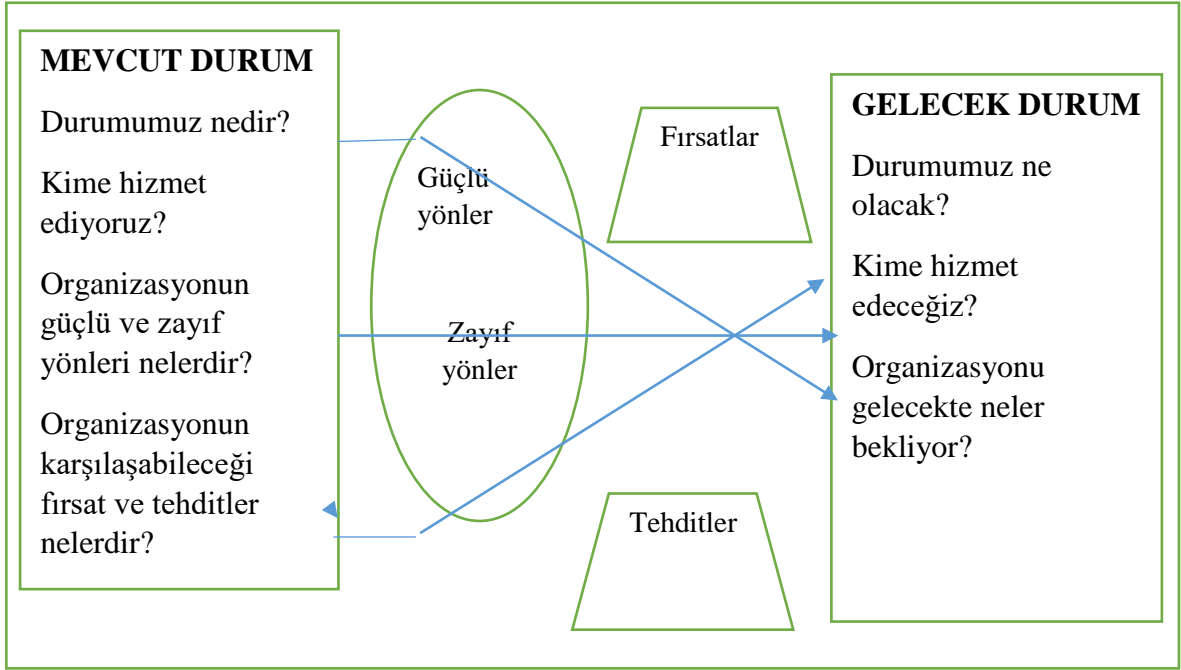 MEVCUT DURUM
Durumumuz nedir?
Kime hizmet
ediyoruz?
Organizasyonun
güçlü ve zayıf
yönleri nelerdir?
Organizasyonun
karşılaşabileceği
fırsat ve tehditler
nelerdir?
Güçlü
yönler
Zayıf
yönler
Fırsatlar
Tehditler
GELECEK DURUM
Durumumuz ne
olacak?
Kime hizmet
edeceğiz?
Organizasyonu
gelecekte neler
bekliyor?